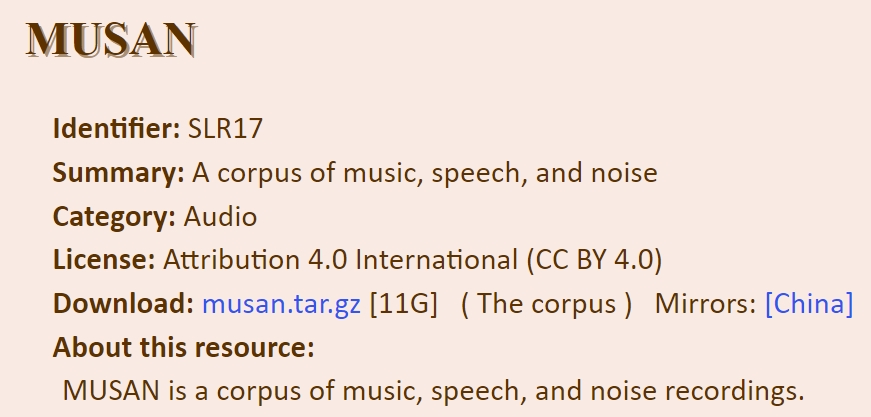 MUSAN
Identifier: SLR17
Summary: A corpus of music, speech, and noise
Category: Audio
License: Attribution 4.0 International (CC BY 4.0)
Download: musan.tar.gz [11G] ( The corpus ) Mirrors: [China]
About this resource:
MUSAN is a corpus of music, speech, and noise recordings.